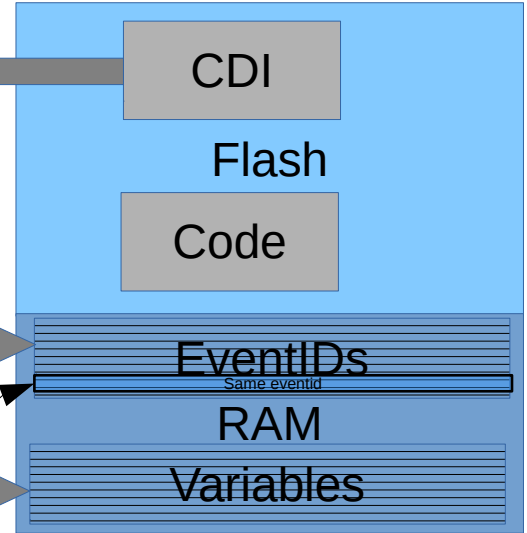 CDI
Flash
Code
EventIDs
Same eventid
RAM
Variables